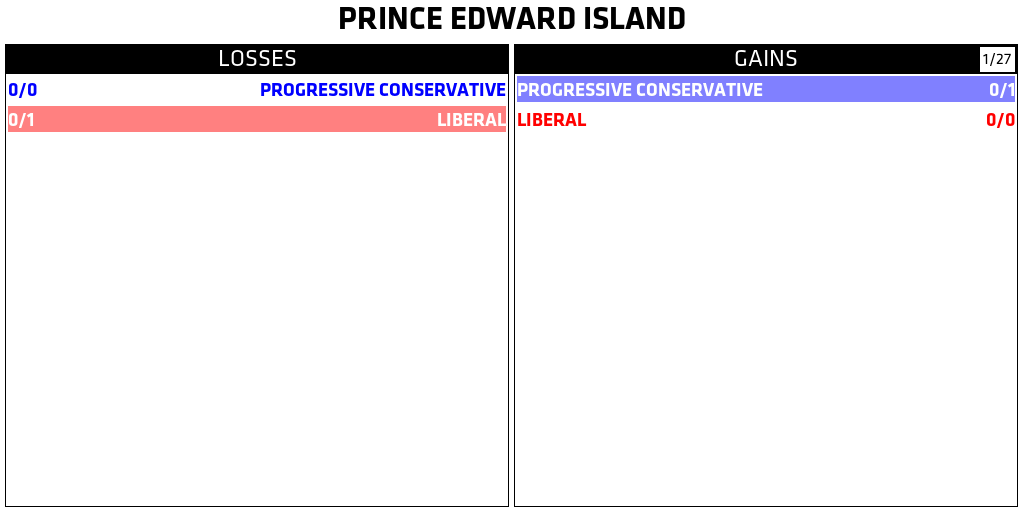 PRINCE EDWARD ISLAND
LOSSES
0/0 PROGRESSIVE CONSERVATIVE
0/1 LIBERAL
GAINS 1/27
PROGRESSIVE CONSERVATIVE 0/1
LIBERAL 0/0